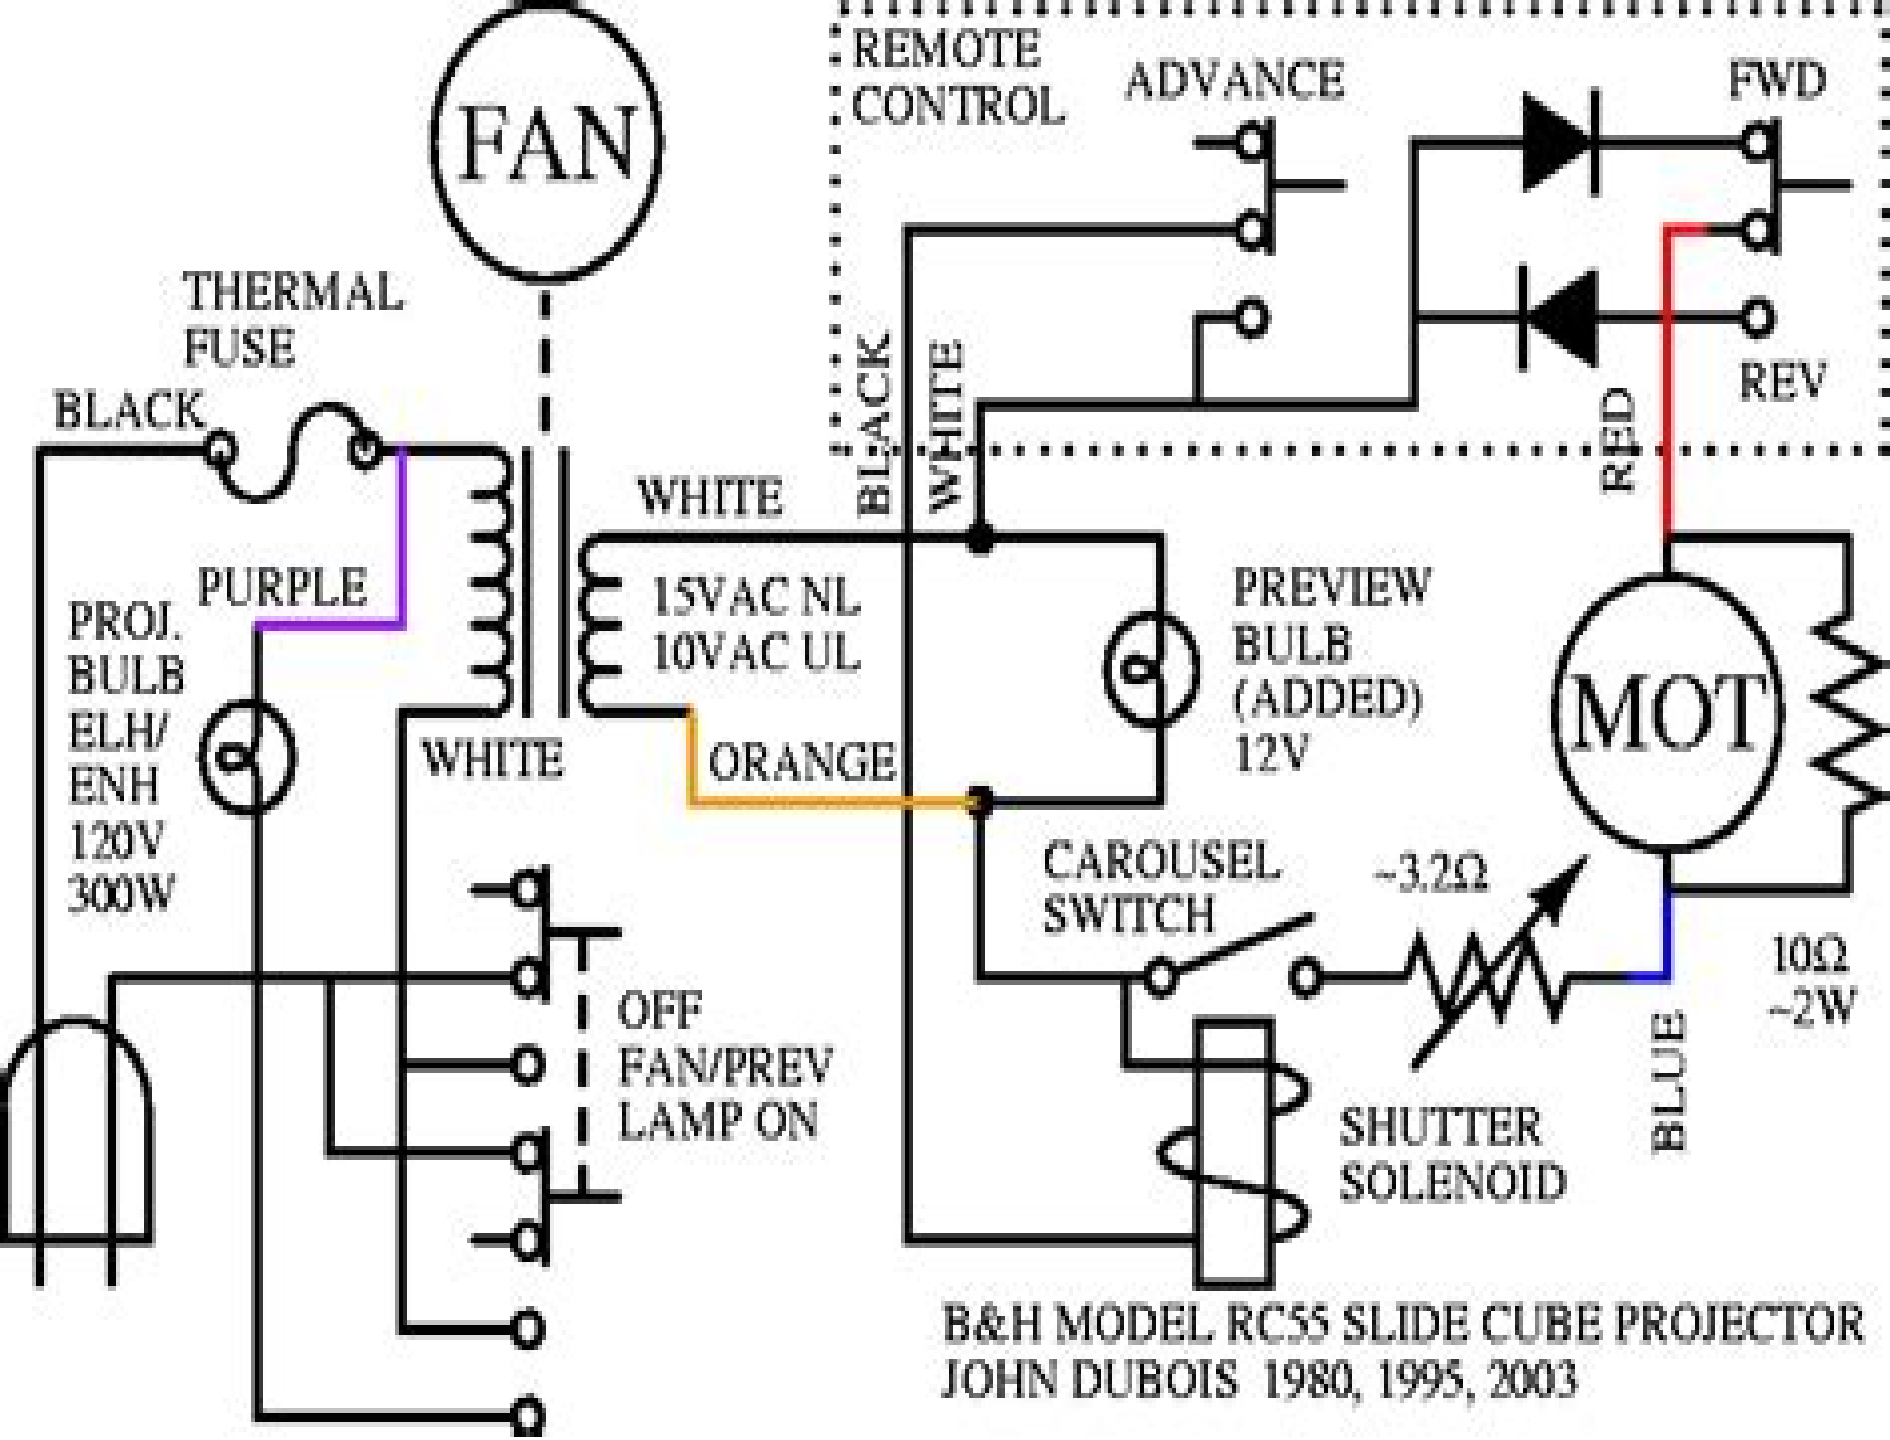 FAN
REMOTE
CONTROL
ADVANCE
FWD
THERMAL
FUSE
BLACK
BLACK
WHITE
RED
REV
WHITE
PURPLE
15VAC NL
10VAC UL
PROJ.
BULB
ELH/
ENH
120V
300W
PREVIEW
BULB
(ADDED)
12V
MOT
WHITE
ORANGE
CAROUSEL
SWITCH
~3.2Ω
10Ω
~2W
OFF
FAN/PREV
LAMP ON
BLUE
SHUTTER
SOLENOID
B&H MODEL RC55 SLIDE CUBE PROJECTOR
JOHN DUBOIS 1980, 1995, 2003